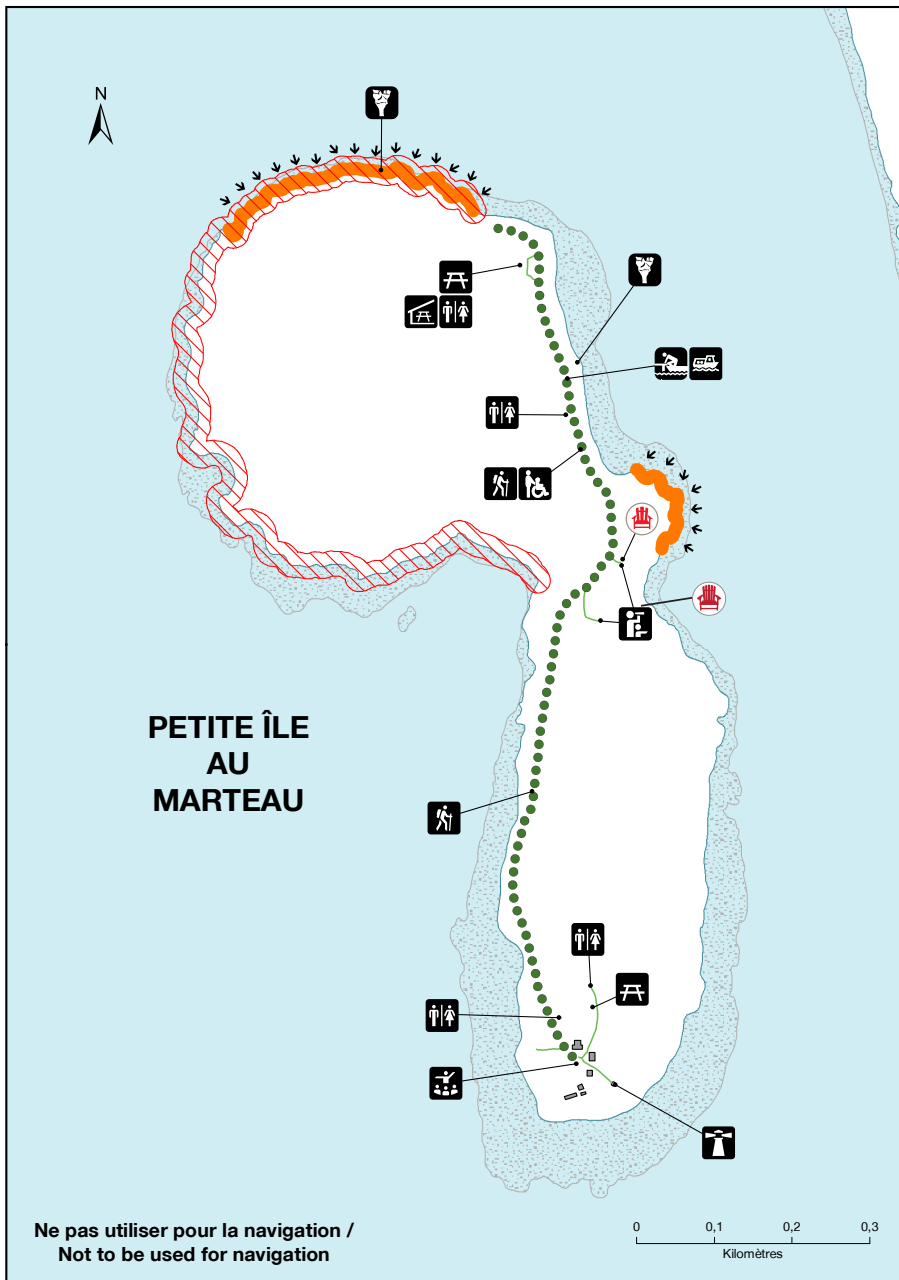 N
PETITE ÎLE
AU
MARTEAU
Ne pas utiliser pour la navigation /
Not to be used for navigation
0 0,1 0,2 0,3
Kilomètres